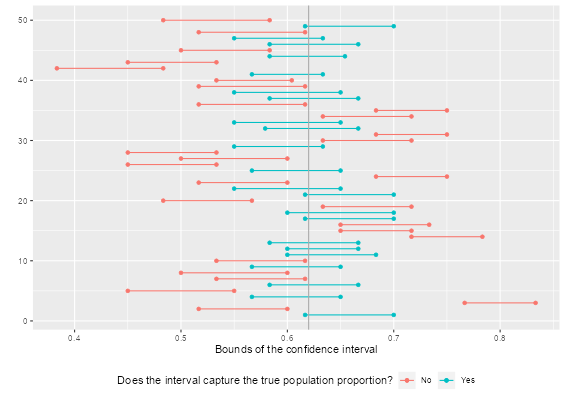 50
40
30
20
10
0
0.4 0.5 0.6 0.7 0.8
Bounds of the confidence interval
Does the interval capture the true population proportion? No Yes